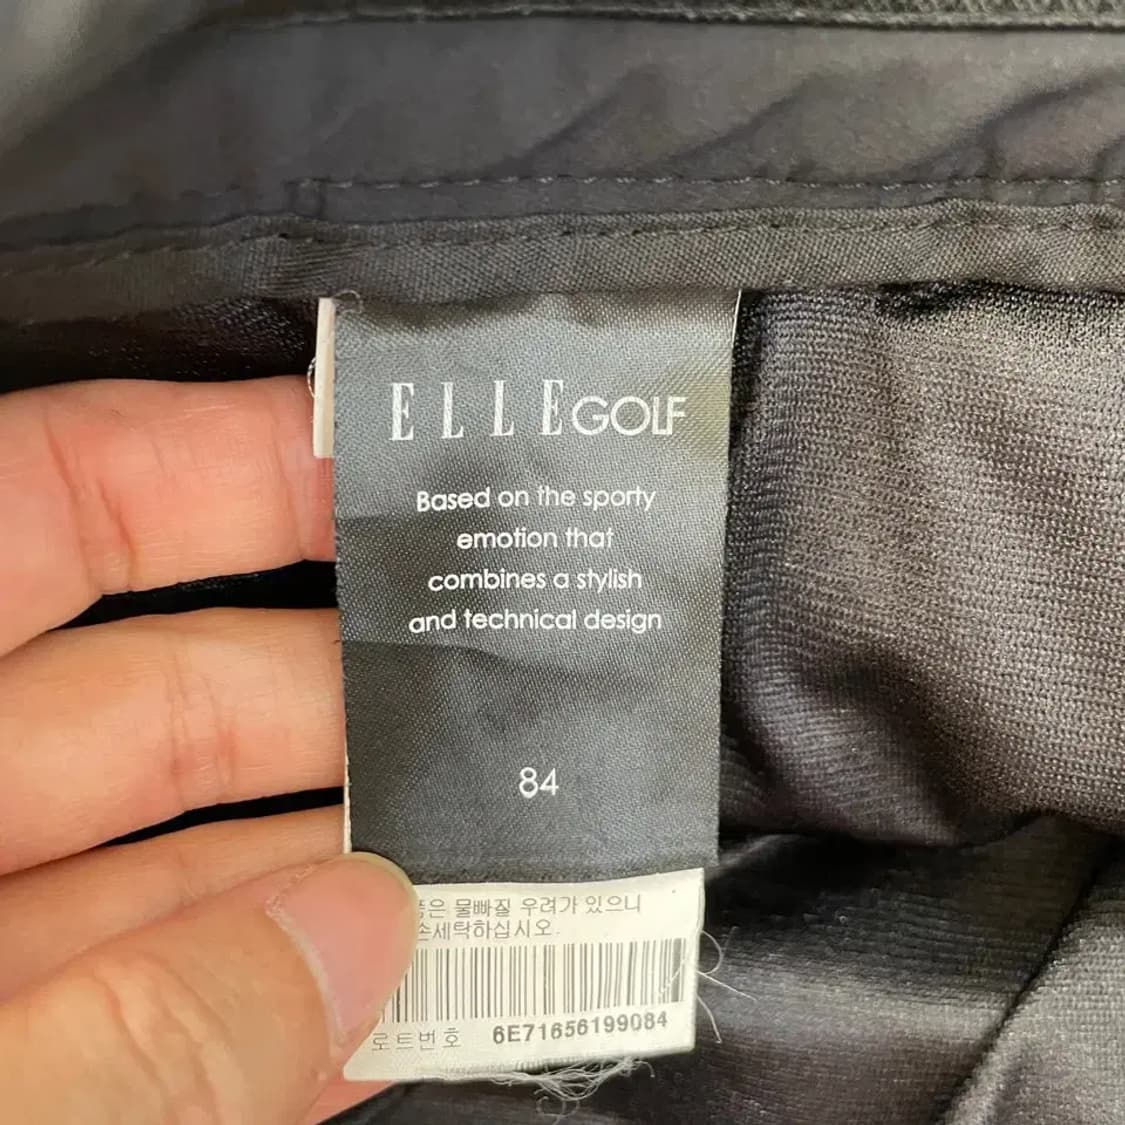 ELLE GOLF
Based on the sporty
emotion that
combines a stylish
and technical design
84
물빠질 우려가 있으니
손세탁하십시오.
로트번호 6E71656199084